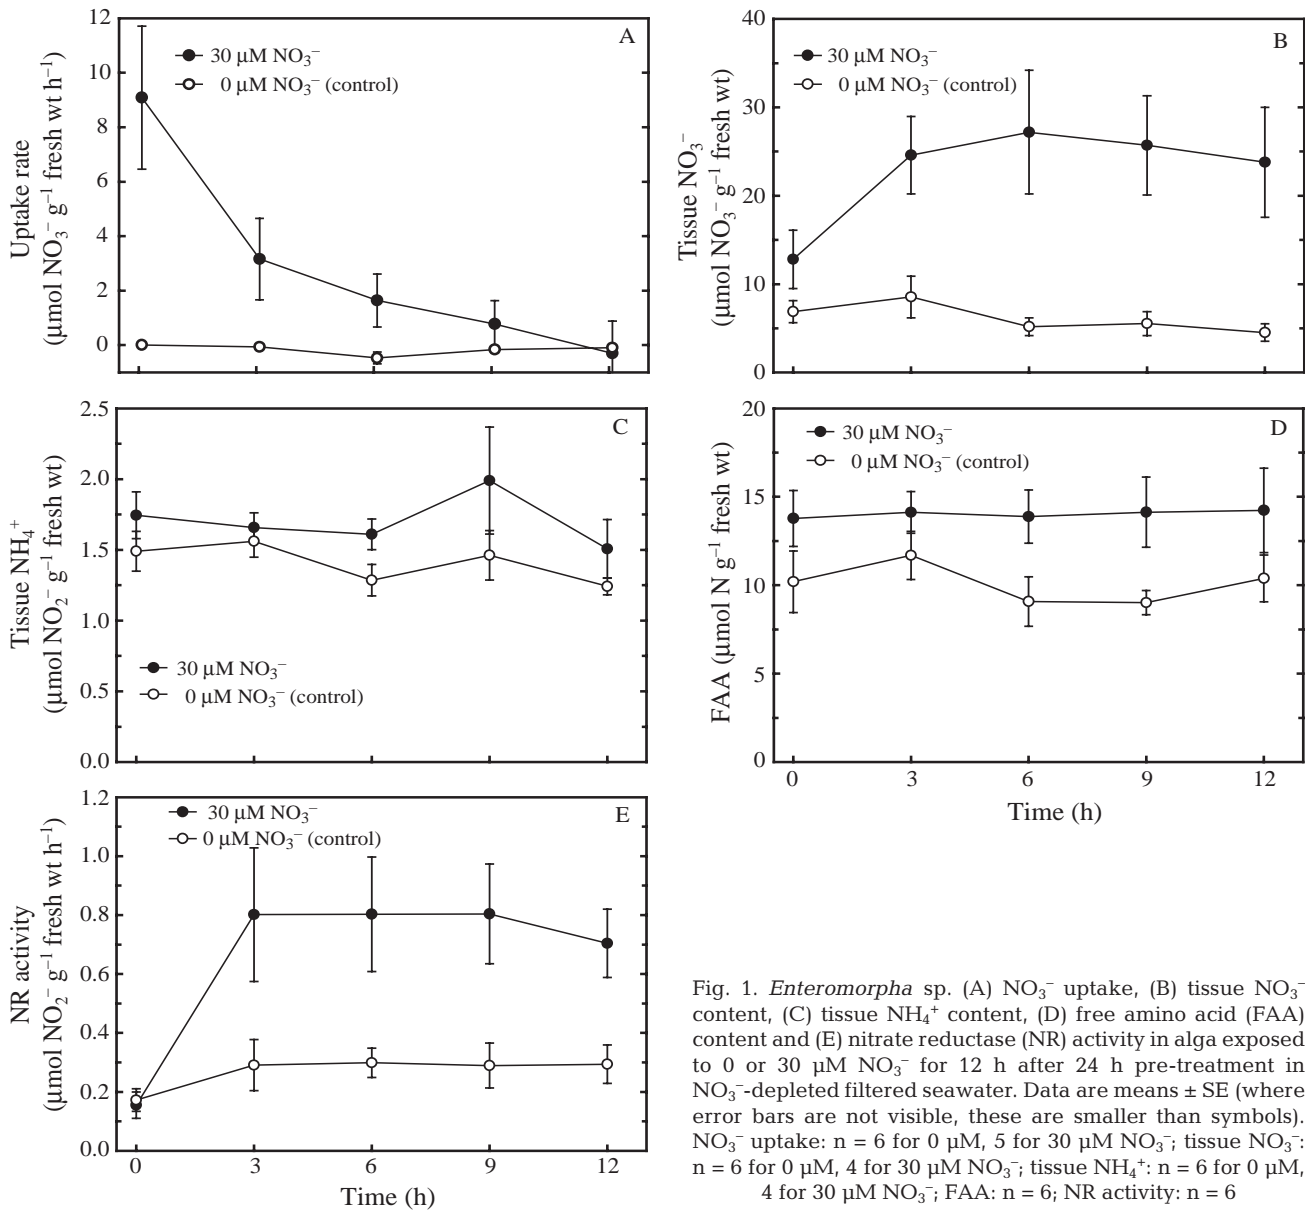 A
30 µM NO₃⁻
0 µM NO₃⁻ (control)
Uptake rate
(µmol NO₃⁻ g⁻¹ fresh wt h⁻¹)
12
10
8
6
4
2
0
B
30 µM NO₃⁻
0 µM NO₃⁻ (control)
Tissue NO₃⁻
(µmol NO₃⁻ g⁻¹ fresh wt)
40
30
20
10
0
C
30 µM NO₃⁻
0 µM NO₃⁻ (control)
Tissue NH₄⁺
(µmol NO₂⁻ g⁻¹ fresh wt)
2.5
2.0
1.5
1.0
0.5
0.0
D
30 µM NO₃⁻
0 µM NO₃⁻ (control)
FAA (µmol N g⁻¹ fresh wt)
20
15
10
5
0
0 3 6 9 12
Time (h)
E
30 µM NO₃⁻
0 µM NO₃⁻ (control)
NR activity
(µmol NO₂⁻ g⁻¹ fresh wt h⁻¹)
1.2
1.0
0.8
0.6
0.4
0.2
0.0
0 3 6 9 12
Time (h)
Fig. 1. Enteromorpha sp. (A) NO₃⁻ uptake, (B) tissue NO₃⁻
content, (C) tissue NH₄⁺ content, (D) free amino acid (FAA)
content and (E) nitrate reductase (NR) activity in alga exposed
to 0 or 30 µM NO₃⁻ for 12 h after 24 h pre-treatment in
NO₃⁻-depleted filtered seawater. Data are means ± SE (where
error bars are not visible, these are smaller than symbols).
NO₃⁻ uptake: n = 6 for 0 µM, 5 for 30 µM NO₃⁻; tissue NO₃⁻:
n = 6 for 0 µM, 4 for 30 µM NO₃⁻; tissue NH₄⁺: n = 6 for 0 µM,
4 for 30 µM NO₃⁻; FAA: n = 6; NR activity: n = 6